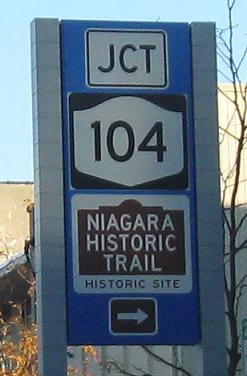 JCT
104
NIAGARA
HISTORIC
TRAIL
HISTORIC SITE